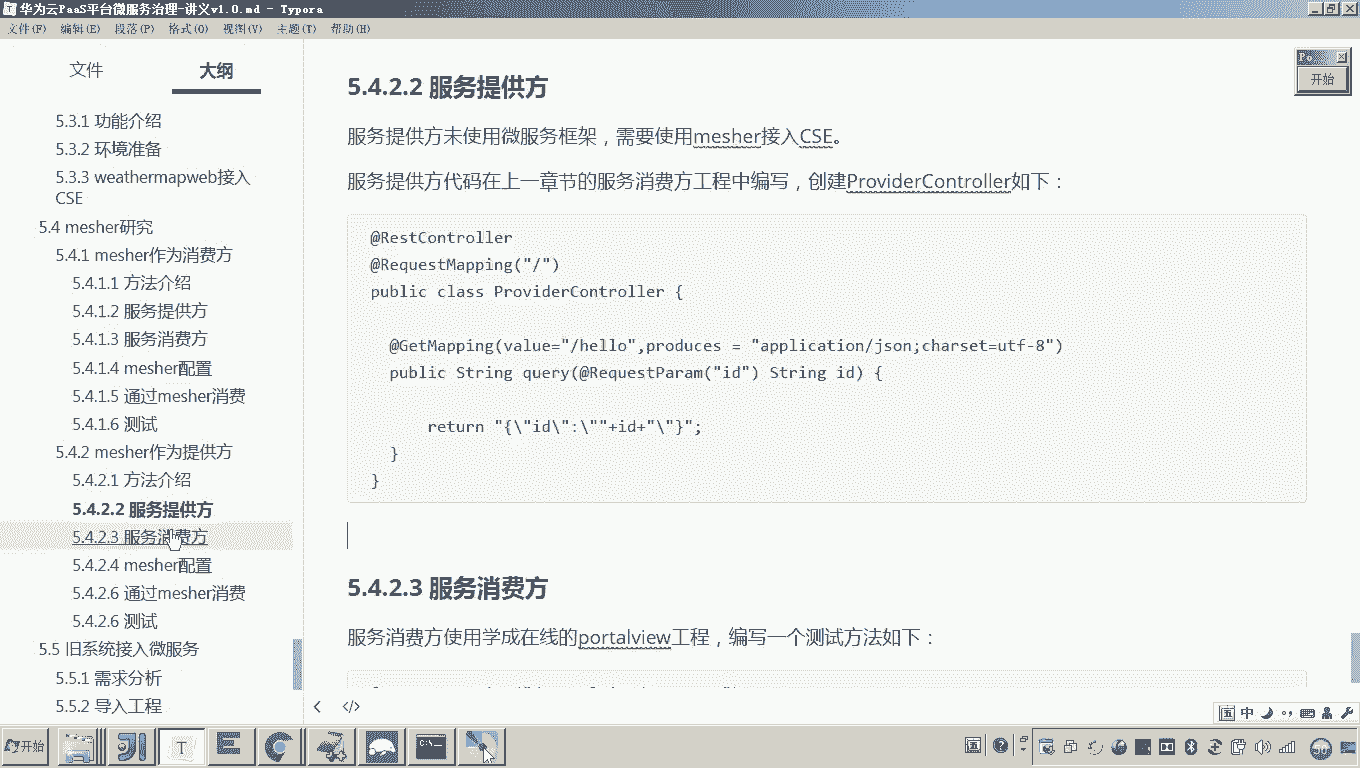 华为云PaaS平台微服务治理-讲义v1.0.md - Typora
文件(F) 编辑(E) 段落(P) 格式(O) 视图(V) 主题(T) 帮助(H)
文件 大纲
5.3.1 功能介绍
5.3.2 环境准备
5.3.3 weathermapweb接入
CSE
5.4 mesher研究
5.4.1 mesher作为消费方
5.4.1.1 方法介绍
5.4.1.2 服务提供方
5.4.1.3 服务消费方
5.4.1.4 mesher配置
5.4.1.5 通过mesher消费
5.4.1.6 测试
5.4.2 mesher作为提供方
5.4.2.1 方法介绍
5.4.2.2 服务提供方
5.4.2.3 服务消费方
5.4.2.4 mesher配置
5.4.2.6 通过mesher消费
5.4.2.6 测试
5.5 旧系统接入微服务
5.5.1 需求分析
5.5.2 导入工程
5.4.2.2 服务提供方
服务提供方未使用微服务框架，需要使用mesher接入CSE。
服务提供方代码在上一章节的服务消费方工程中编写，创建ProviderController如下：
@RestController
@RequestMapping("/")
public class ProviderController {
@GetMapping(value="/hello",produces = "application/json;charset=utf-8")
public String query(@RequestParam("id") String id) {
return "{\"id\":\""+id+"\"}";
}
}
5.4.2.3 服务消费方
服务消费方使用学成在线的portalview工程，编写一个测试方法如下：
开始
中
开始